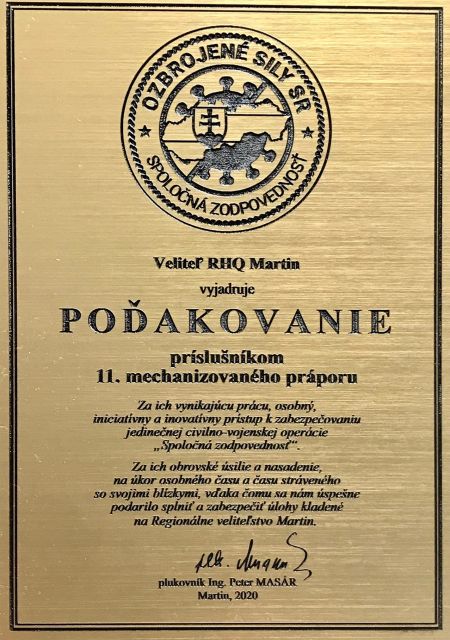 OZBROJENÉ SILY SR
SPOLOČNÁ ZODPOVEDNOSŤ
Veliteľ RHQ Martin
vyjadruje
POĎAKOVANIE
príslušníkom
11. mechanizovaného práporu
Za ich vynikajúcu prácu, osobný,
iniciatívny a inovatívny prístup k zabezpečovaniu
jedinečnej civilno-vojenskej operácie
„Spoločná zodpovednosť“.
Za ich obrovské úsilie a nasadenie,
na úkor osobného času a času stráveného
so svojimi blízkymi, vďaka čomu sa nám úspešne
podarilo splniť a zabezpečiť úlohy kladené
na Regionálne veliteľstvo Martin.
plukovník Ing. Peter MASÁR
Martin, 2020